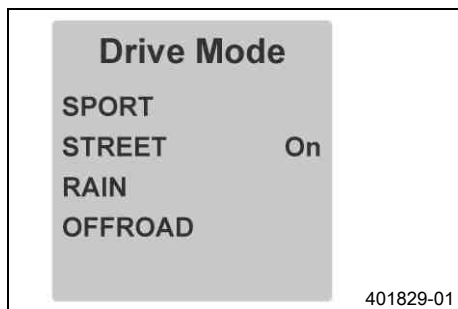 Drive Mode
SPORT
STREET On
RAIN
OFFROAD
401829-01